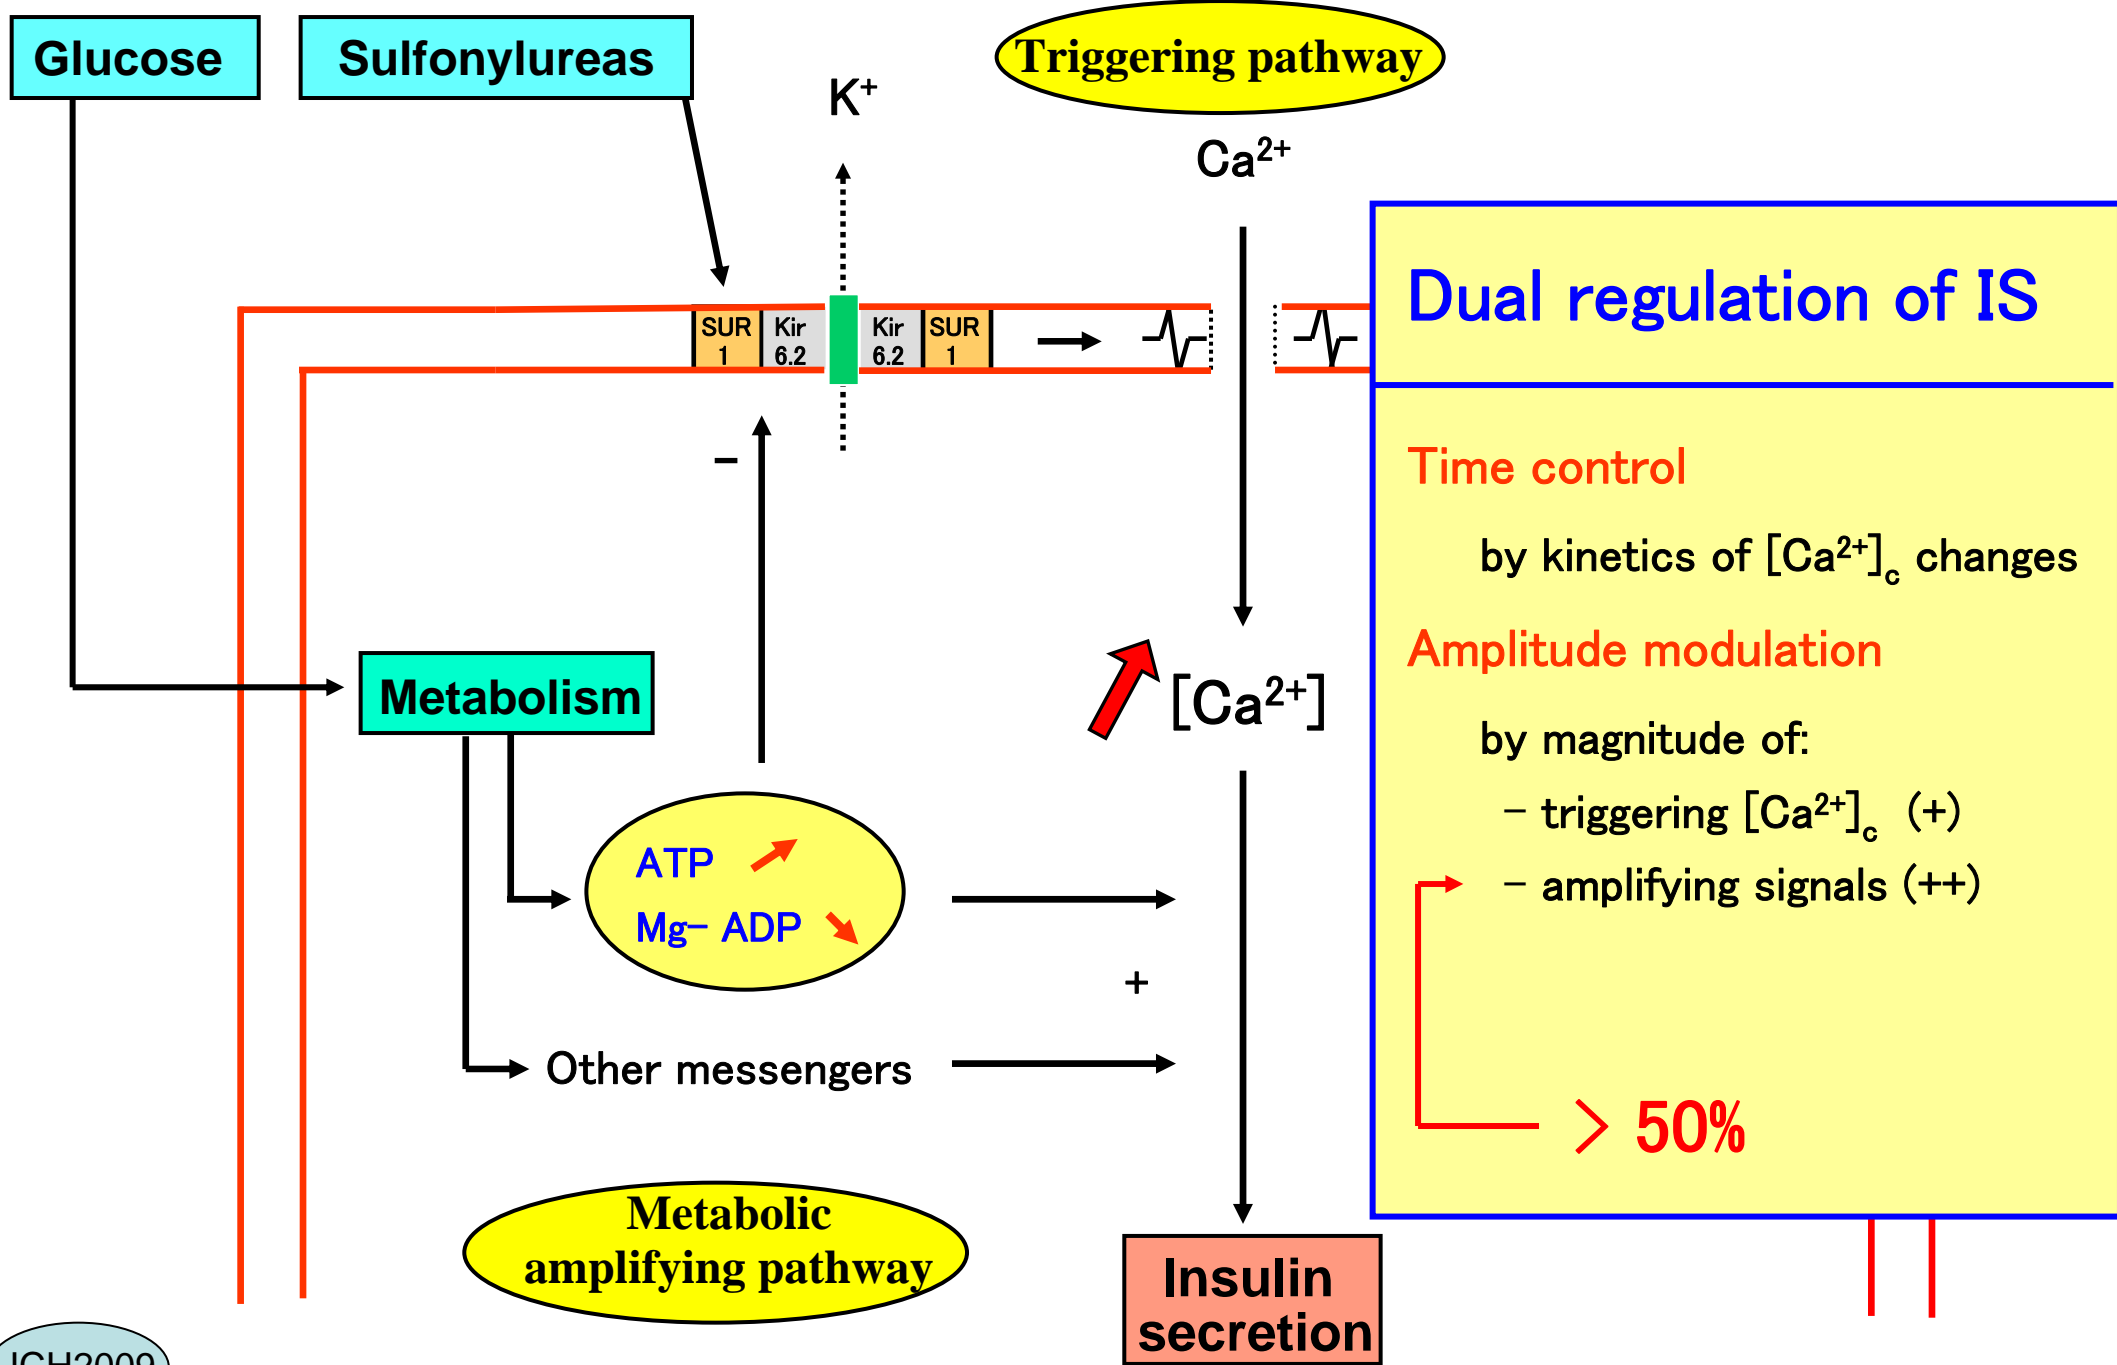 Glucose
Sulfonylureas
Triggering pathway
K⁺
Ca²⁺
SUR 1
Kir 6.2
Kir 6.2
SUR 1
−
Metabolism
[Ca²⁺]
ATP
Mg− ADP
+
Other messengers
Metabolic
amplifying pathway
Insulin
secretion
Dual regulation of IS
Time control
by kinetics of [Ca²⁺]c changes
Amplitude modulation
by magnitude of:
− triggering [Ca²⁺]c (+)
− amplifying signals (++)
> 50%
JCH2009